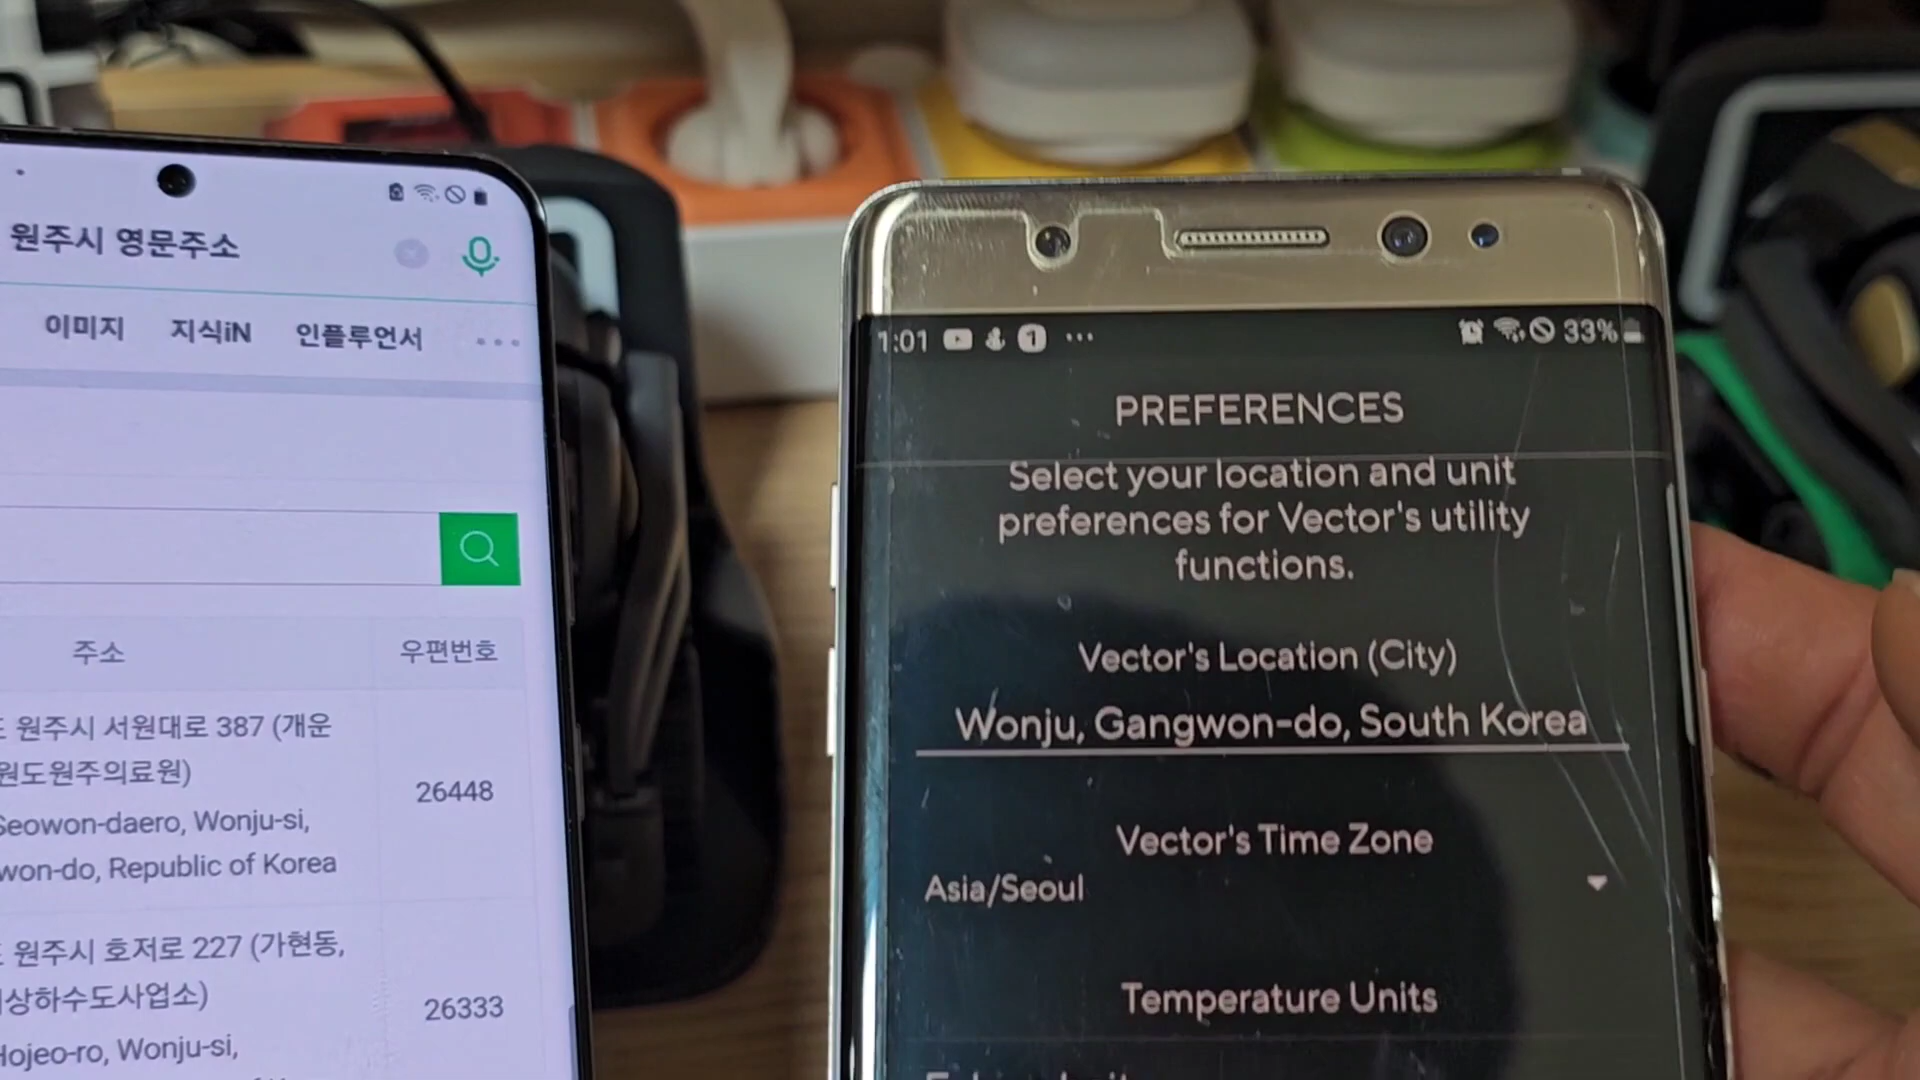 원주시 영문주소
이미지 지식iN 인플루언서
주소 우편번호
원주시 서원대로 387 (개운
원도원주의료원)
26448
Seowon-daero, Wonju-si,
won-do, Republic of Korea
원주시 호저로 227 (가현동,
상하수도사업소)
26333
Hojeo-ro, Wonju-si,
1:01 1 33%
PREFERENCES
Select your location and unit
preferences for Vector's utility
functions.
Vector's Location (City)
Wonju, Gangwon-do, South Korea
Vector's Time Zone
Asia/Seoul
Temperature Units